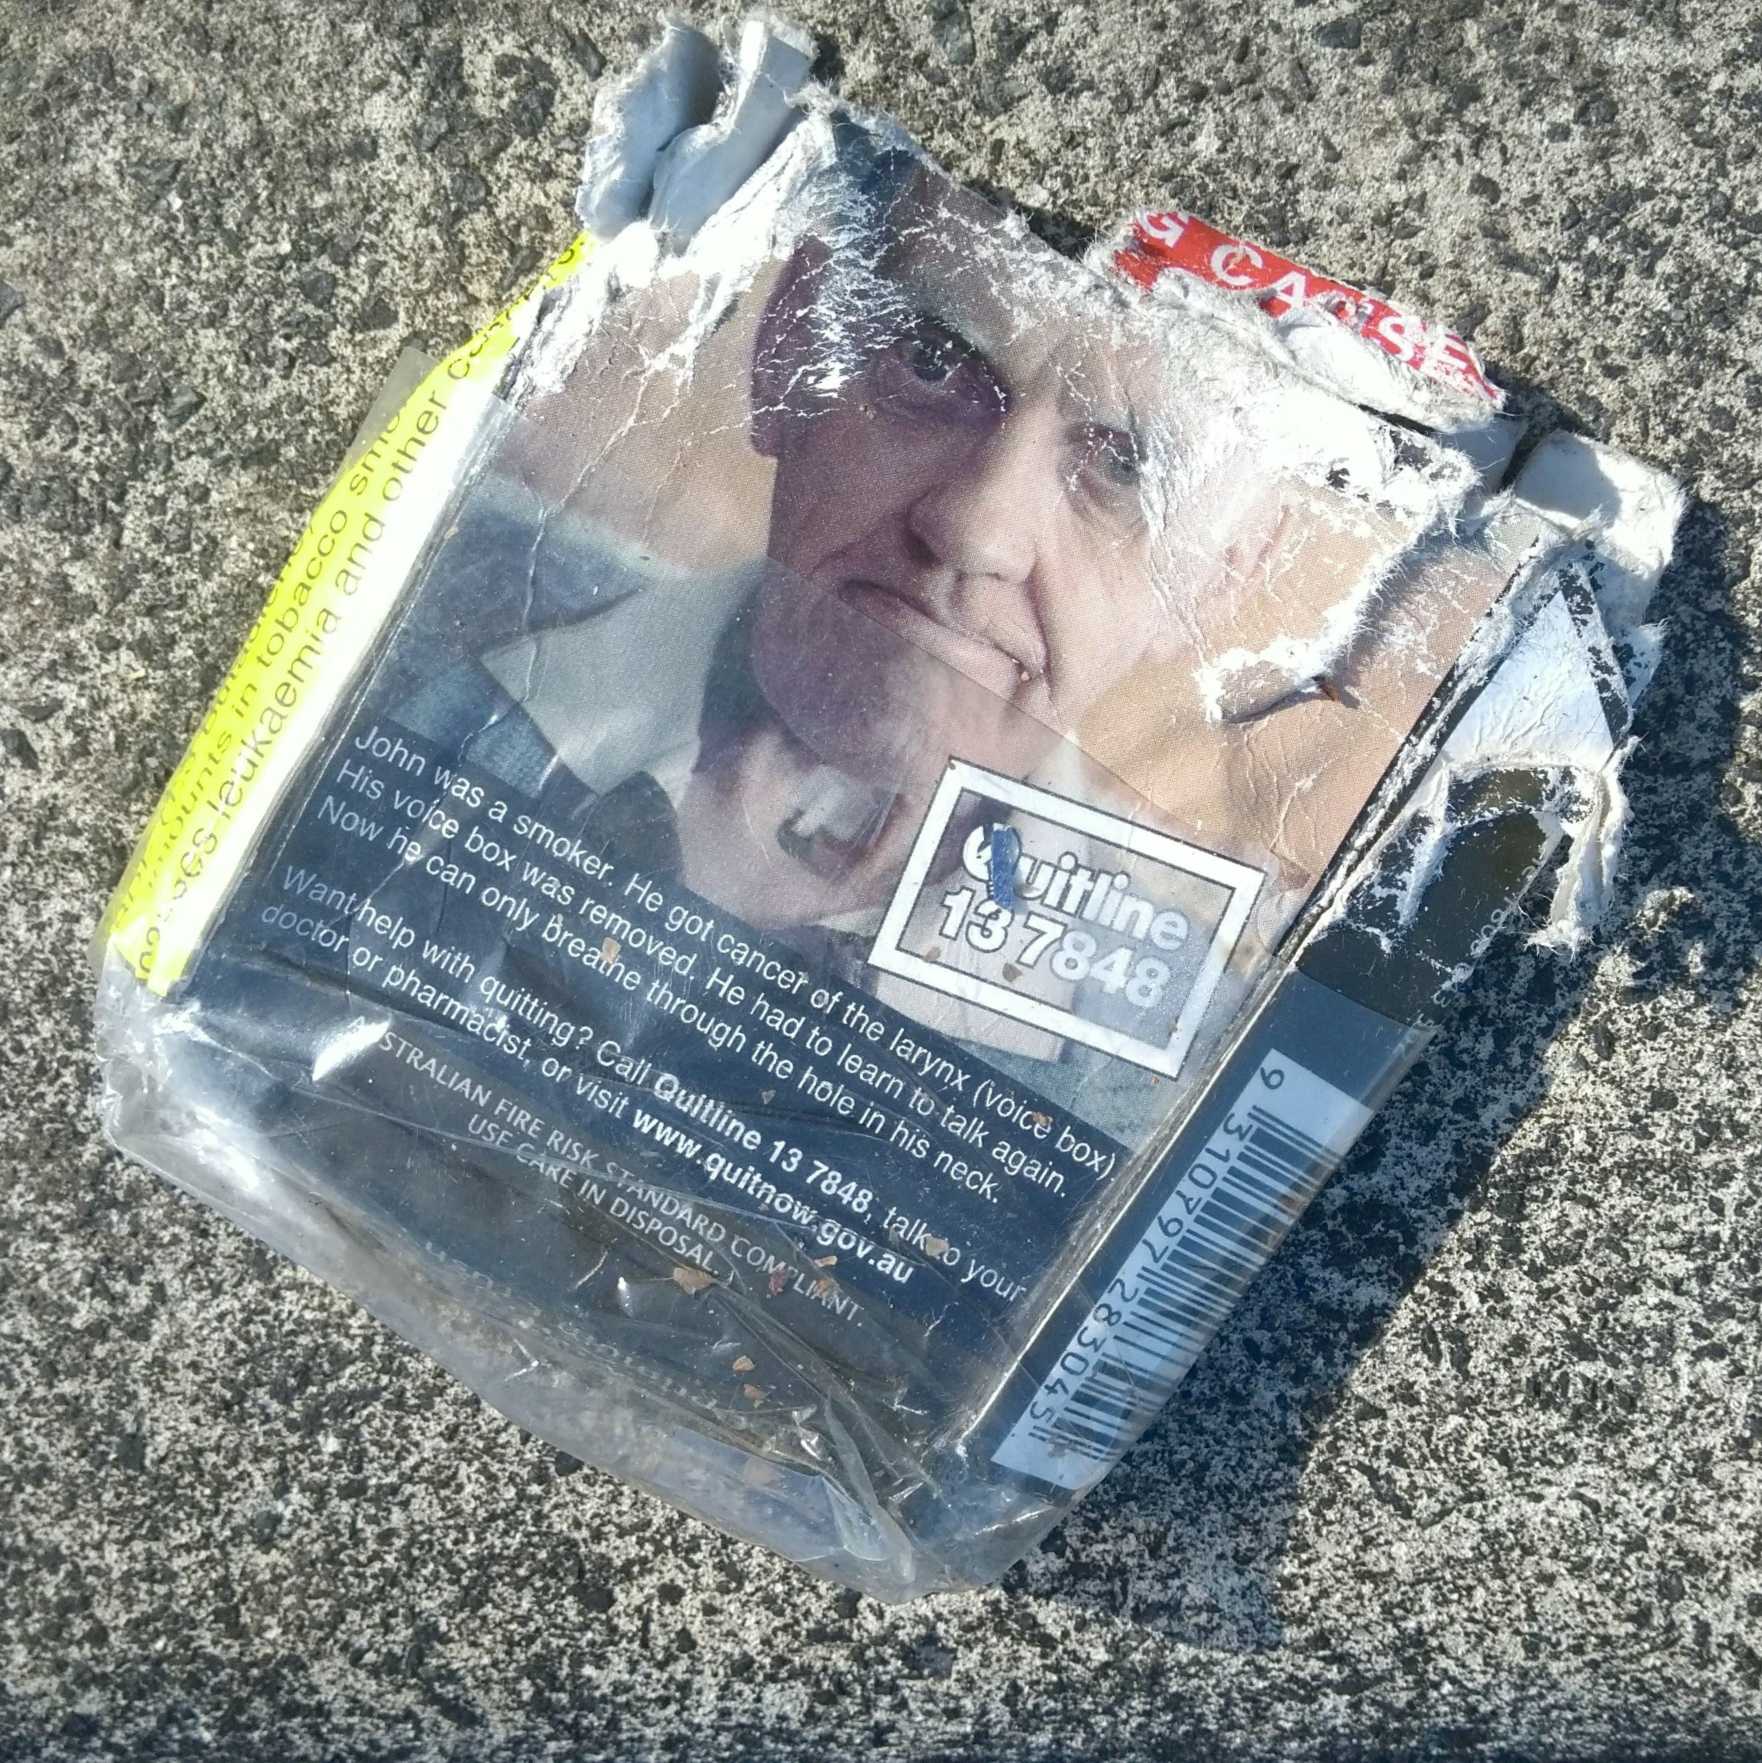 G CAUSE
John was a smoker. He got cancer of the larynx (voice box)
His voice box was removed. He had to learn to talk again.
Now he can only breathe through the hole in his neck.
Want help with quitting? Call Quitline 13 7848, talk to your
doctor or pharmacist, or visit www.quitnow.gov.au
STRALIAN FIRE RISK STANDARD COMPLIANT
USE CARE IN DISPOSAL.
Quitline
13 7848
in tobacco
leukaemia and other
9 310797 283045